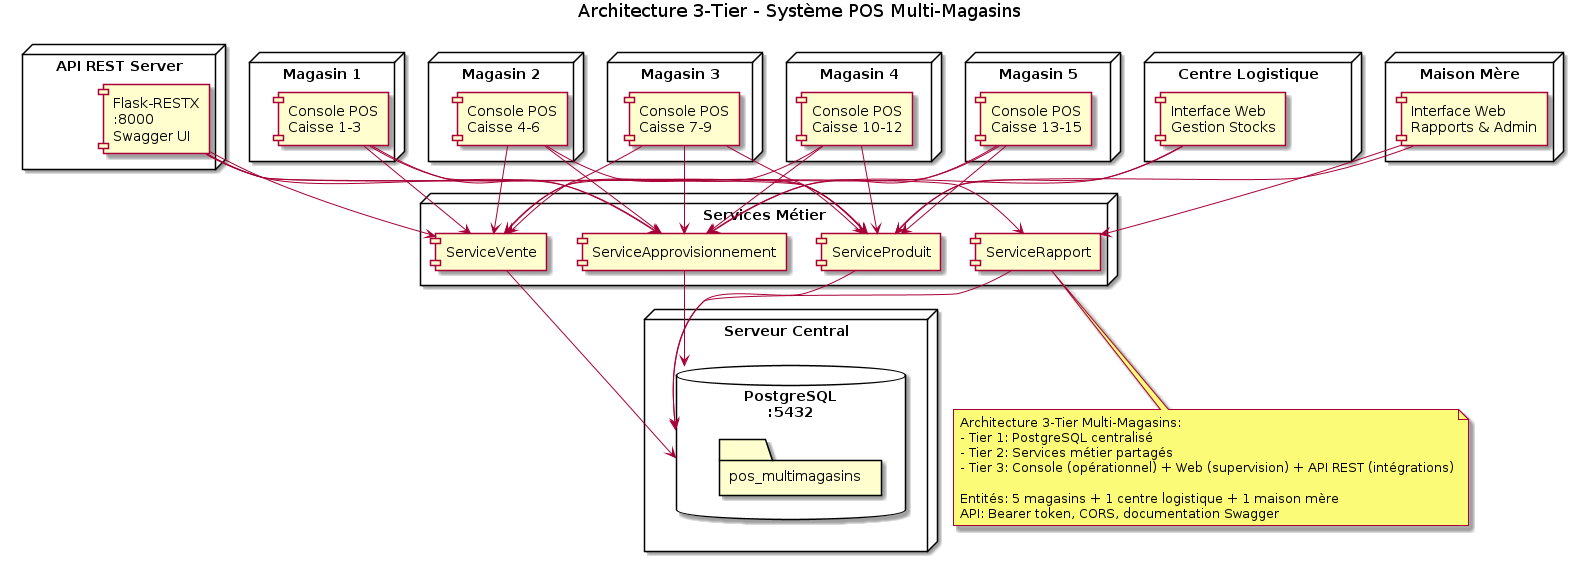 Architecture 3-Tier - Système POS Multi-Magasins
API REST Server
Flask-RESTX
:8000
Swagger UI
Magasin 1
Console POS
Caisse 1-3
Magasin 2
Console POS
Caisse 4-6
Magasin 3
Console POS
Caisse 7-9
Magasin 4
Console POS
Caisse 10-12
Magasin 5
Console POS
Caisse 13-15
Centre Logistique
Interface Web
Gestion Stocks
Maison Mère
Interface Web
Rapports & Admin
Services Métier
ServiceVente
ServiceApprovisionnement
ServiceProduit
ServiceRapport
Serveur Central
PostgreSQL
:5432
pos_multimagasins
Architecture 3-Tier Multi-Magasins:
- Tier 1: PostgreSQL centralisé
- Tier 2: Services métier partagés
- Tier 3: Console (opérationnel) + Web (supervision) + API REST (intégrations)
Entités: 5 magasins + 1 centre logistique + 1 maison mère
API: Bearer token, CORS, documentation Swagger